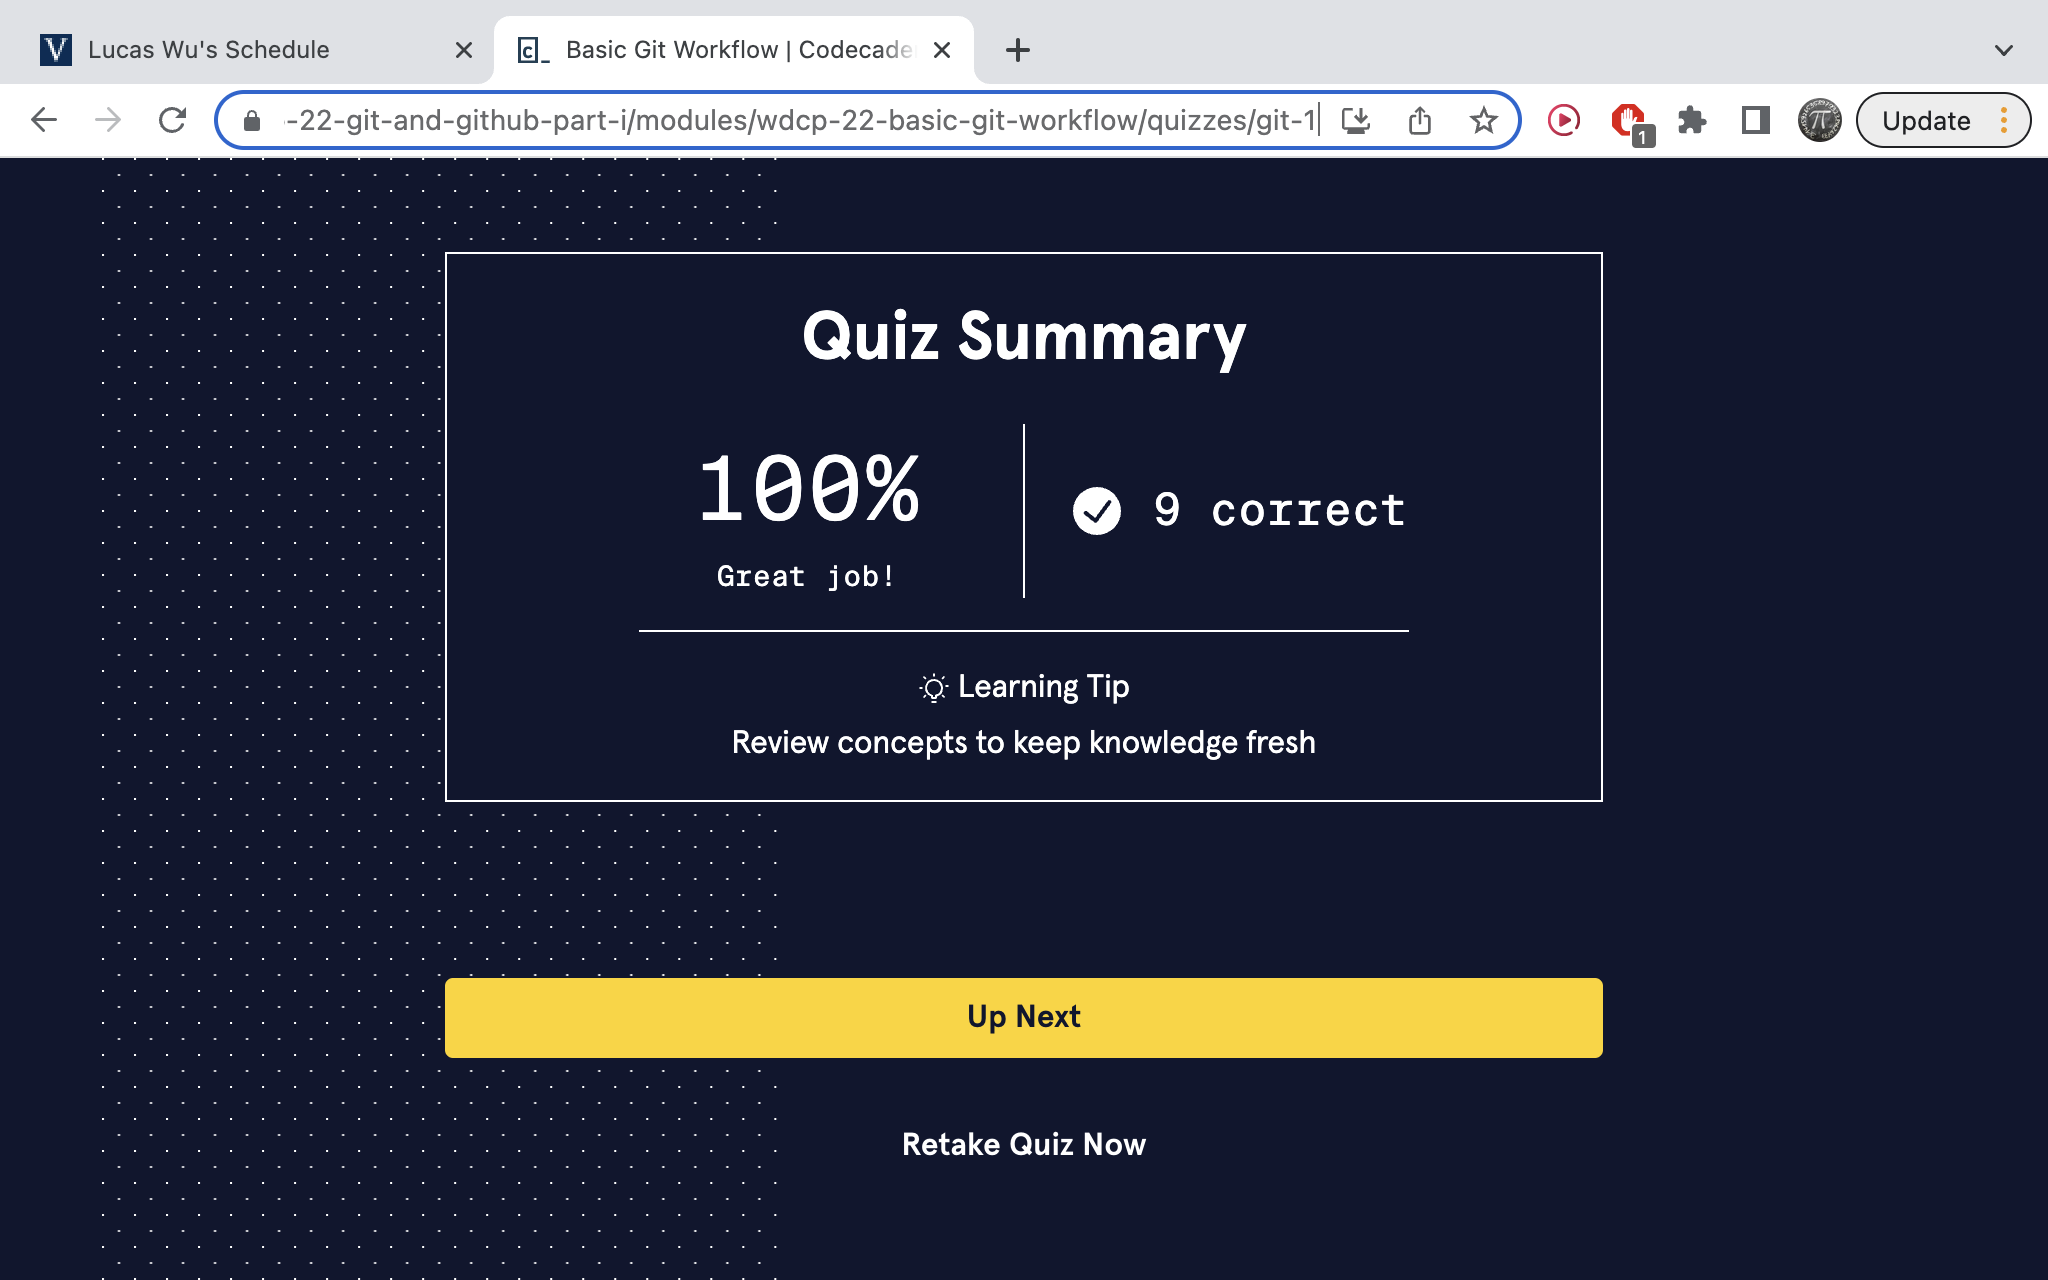 Lucas Wu's Schedule
Basic Git Workflow | Codecade
-22-git-and-github-part-i/modules/wdcp-22-basic-git-workflow/quizzes/git-1
1
Update
Quiz Summary
100%
Great job!
9 correct
Learning Tip
Review concepts to keep knowledge fresh
Up Next
Retake Quiz Now